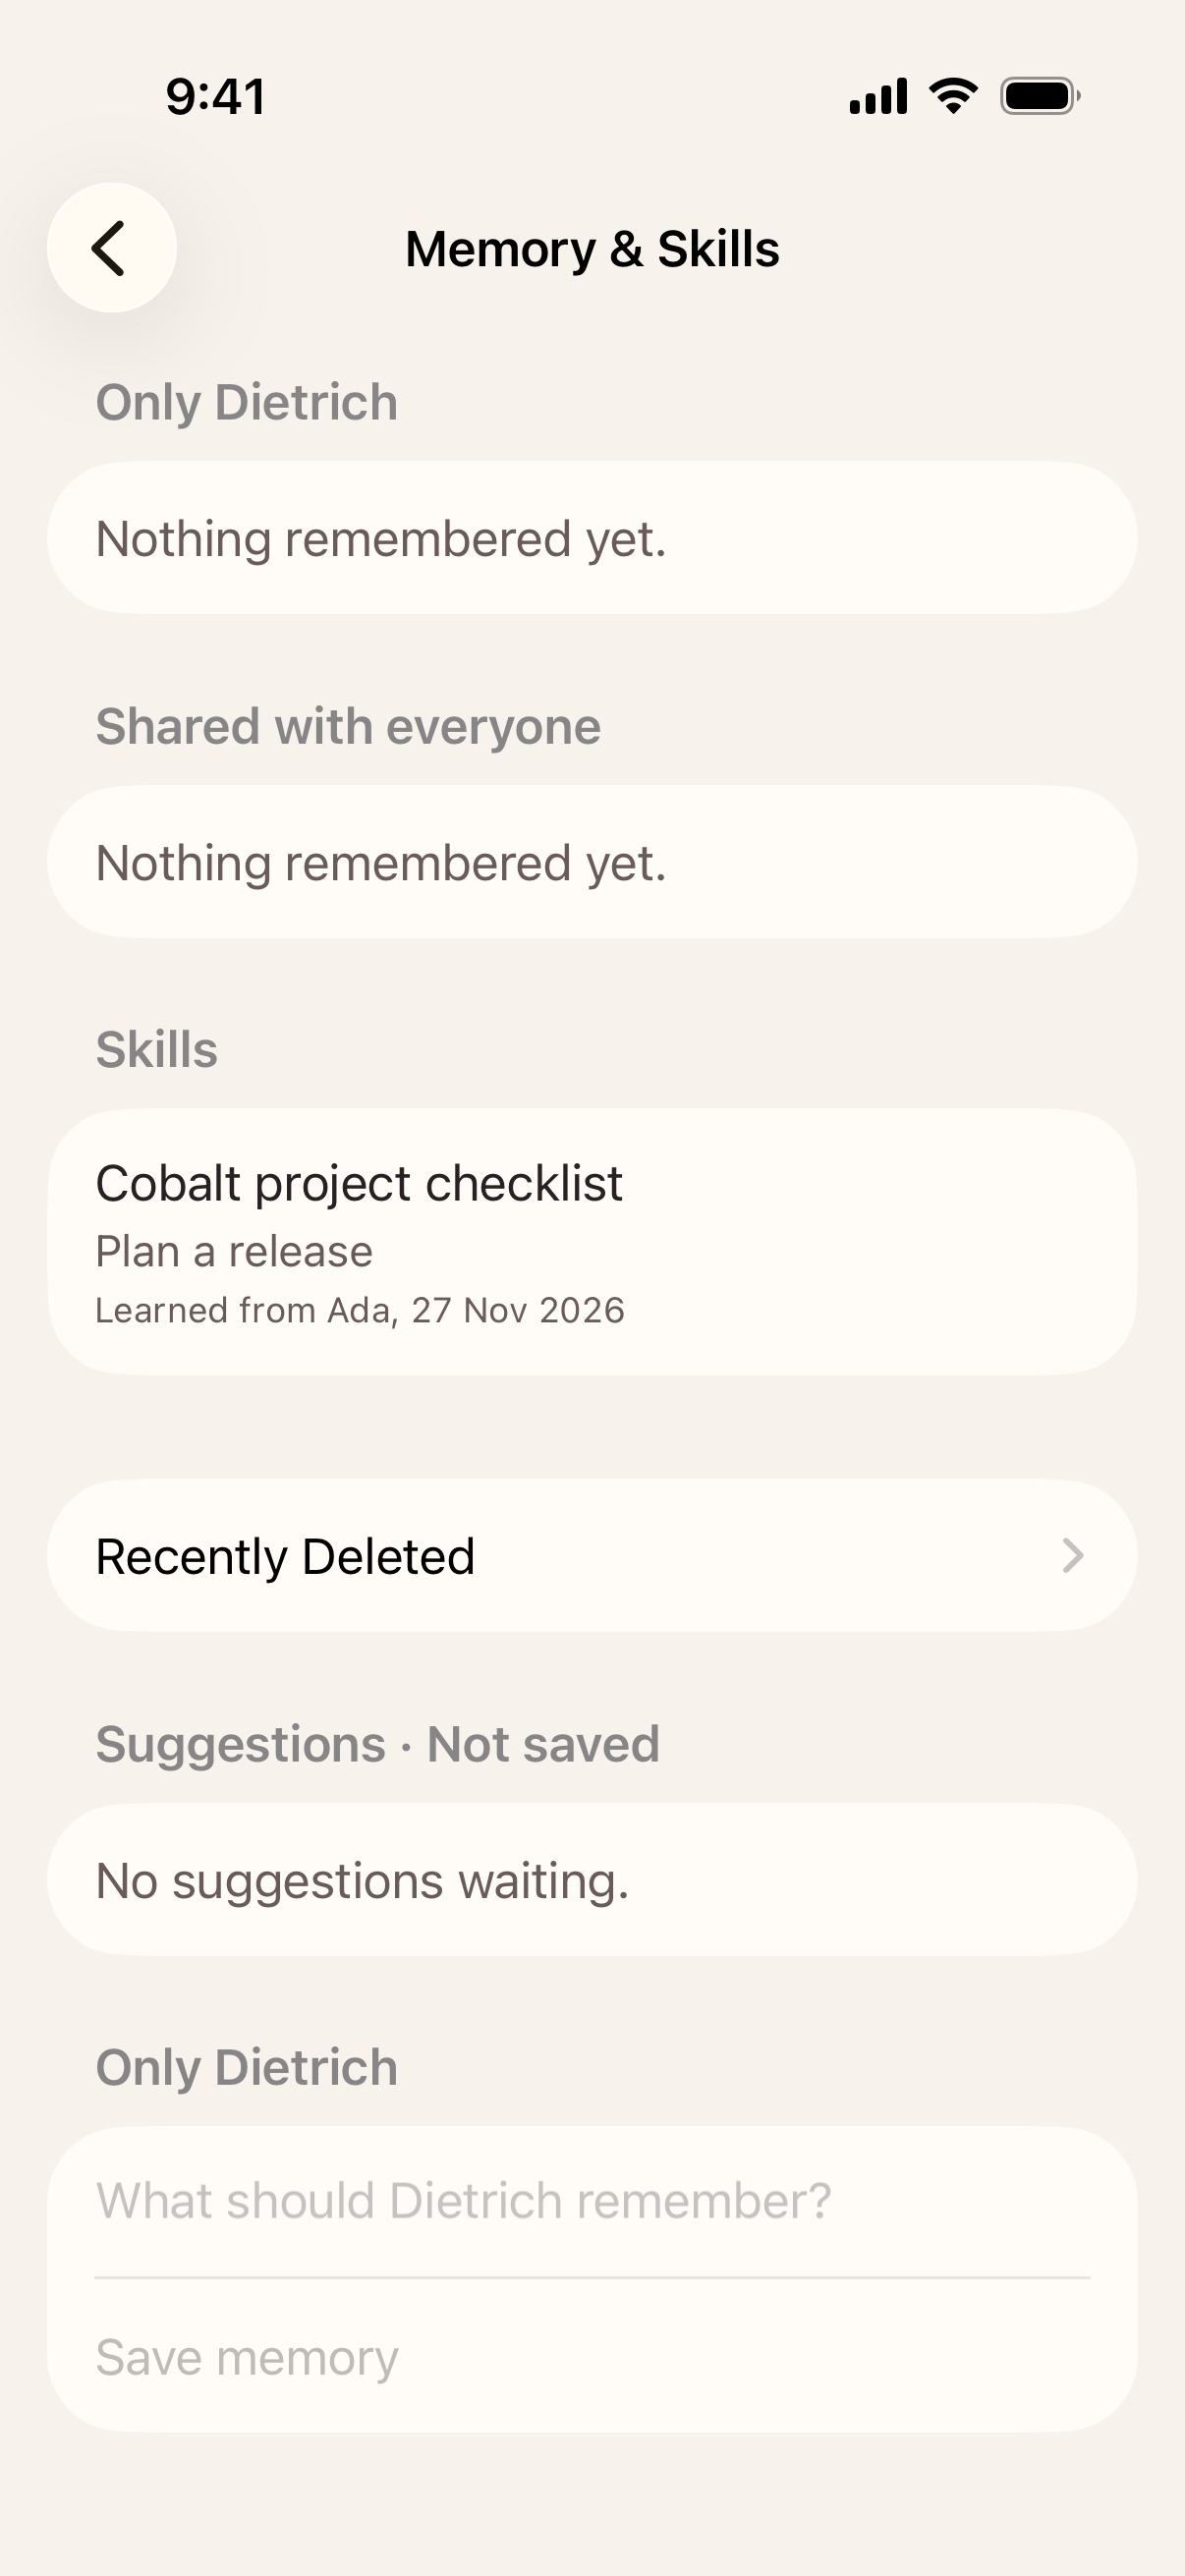 9:41
Memory & Skills
Only Dietrich
Nothing remembered yet.
Shared with everyone
Nothing remembered yet.
Skills
Cobalt project checklist
Plan a release
Learned from Ada, 27 Nov 2026
Recently Deleted
Suggestions · Not saved
No suggestions waiting.
Only Dietrich
What should Dietrich remember?
Save memory